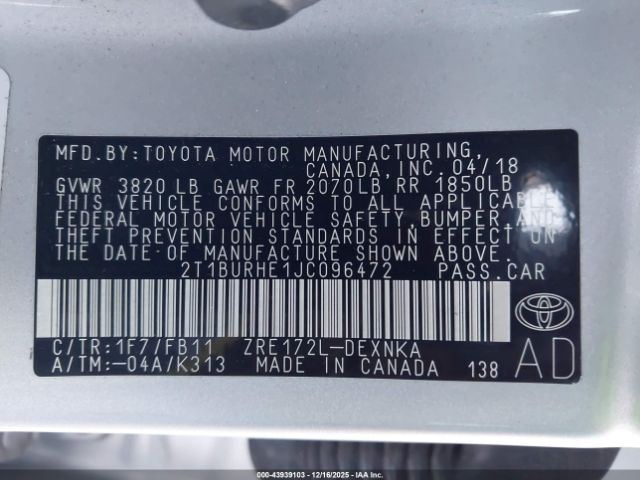 MFD.BY:TOYOTA MOTOR MANUFACTURING,
CANADA,INC.04/18
GVWR 3820LB GAWR FR 2070LB RR 1850LB
THIS VEHICLE CONFORMS TO ALL APPLICABLE
FEDERAL MOTOR VEHICLE SAFETY,BUMPER AND
THEFT PREVENTION STANDARDS IN EFFECT ON
THE DATE OF MANUFACTURE SHOWN ABOVE.
2T1BURHE1JC096472 PASS.CAR
C/TR:1F7/FB11 ZRE172L-DEXNKA
A/TM:-04A/K313 MADE IN CANADA 138
AD
000-43939103 - 12/16/2025 - IAA Inc.